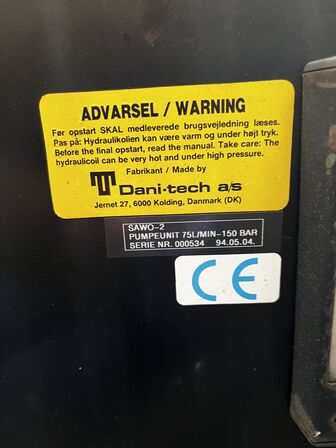 ADVARSEL / WARNING
Før opstart SKAL medleverede brugsvejledning læses.
Pas på: Hydraulikolien kan være varm og under højt tryk.
Before the final opstart, read the manual. Take care: The
hydraulicoil can be very hot and under high pressure.
Fabrikant / Made by
Dani-tech a/s
Jernet 27, 6000 Kolding, Danmark (DK)
SAWO-2
PUMPEUNIT 75L/MIN-150 BAR
SERIE NR. 000534 94.05.04.
CE